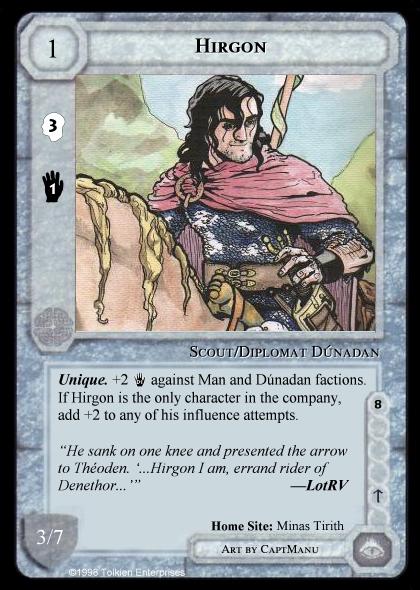 1
HIRGON
3
1
SCOUT/DIPLOMAT DÚNADAN
Unique. +2 against Man and Dúnadan factions.
If Hirgon is the only character in the company,
add +2 to any of his influence attempts.
8
“He sank on one knee and presented the arrow
to Théoden. ‘...Hirgon I am, errand rider of
Denethor...’” —LotRV
Home Site: Minas Tirith
3/7
ART BY CAPTMANU
©1998 Tolkien Enterprises